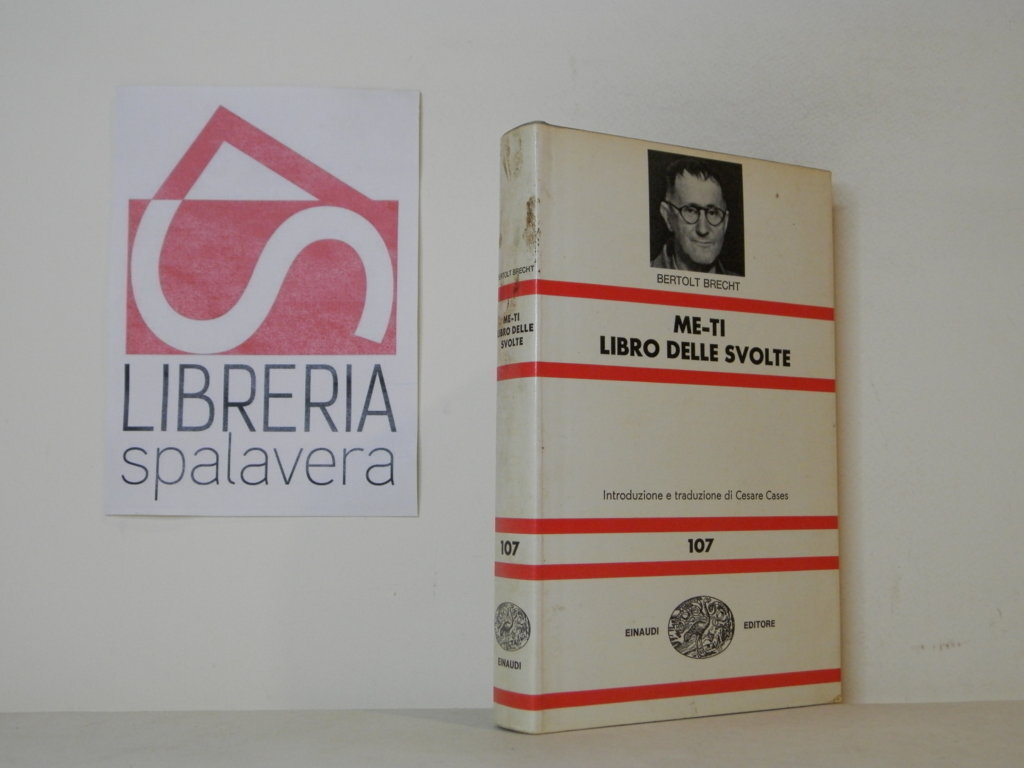 LIBRERIA
spalavera
BERTOLT BRECHT
ME-TI
LIBRO DELLE
SVOLTE
107
EINAUDI
BERTOLT BRECHT
ME-TI
LIBRO DELLE SVOLTE
Introduzione e traduzione di Cesare Cases
107
EINAUDI EDITORE